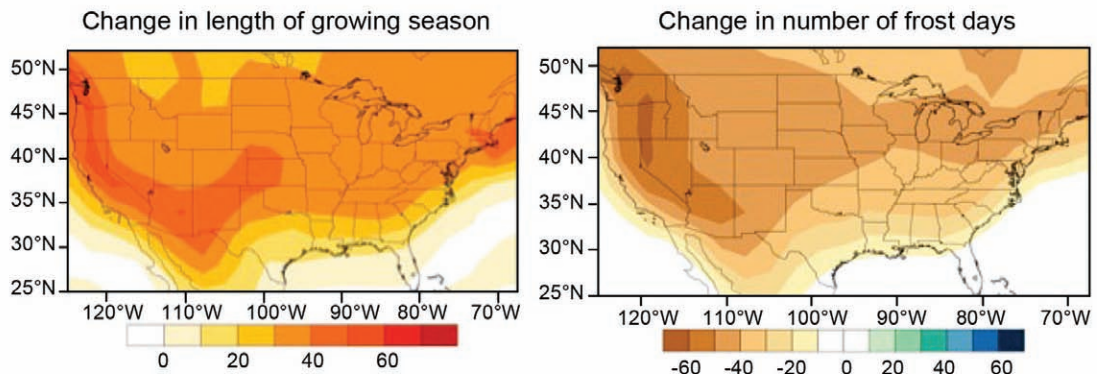 Change in length of growing season
50°N
45°N
40°N
35°N
30°N
25°N
120°W 110°W 100°W 90°W 80°W 70°W
0 20 40 60
Change in number of frost days
50°N
45°N
40°N
35°N
30°N
25°N
120°W 110°W 100°W 90°W 80°W 70°W
-60 -40 -20 0 20 40 60